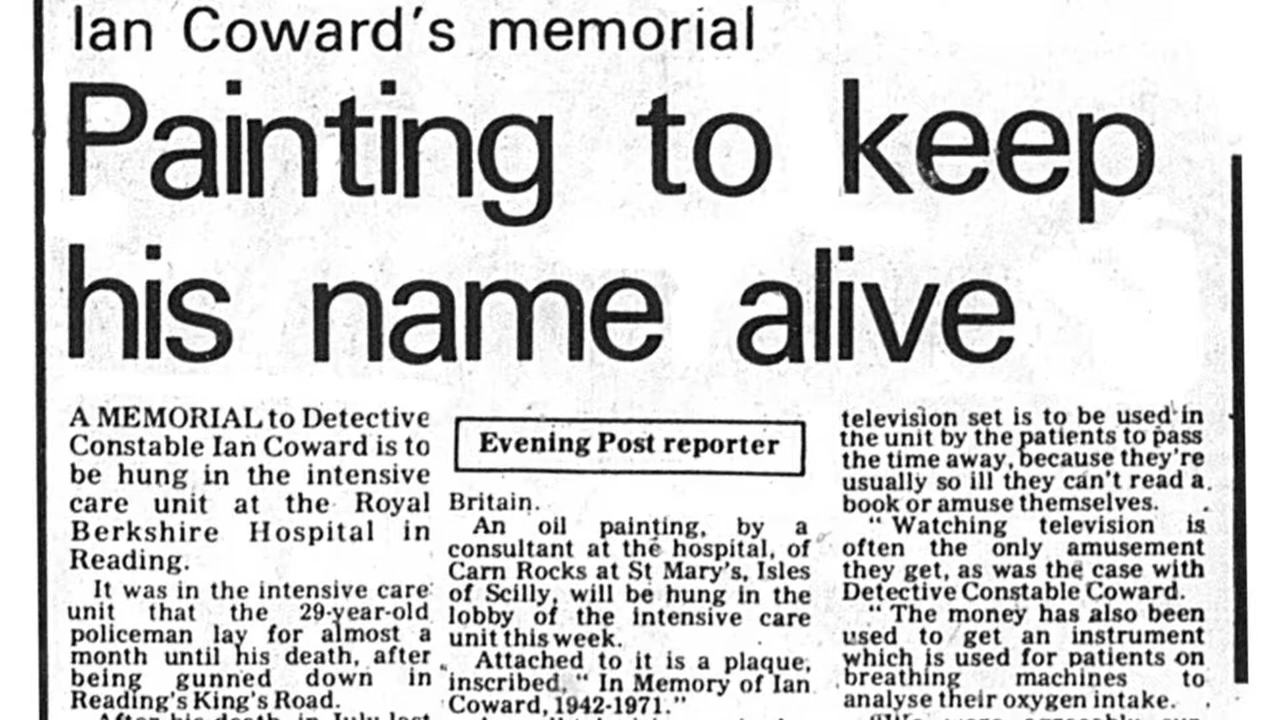 Ian Coward's memorial
Painting to keep
his name alive
A MEMORIAL to Detective
Constable Ian Coward is to
be hung in the intensive
care unit at the Royal
Berkshire Hospital in
Reading.
It was in the intensive care
unit that the 29-year-old
policeman lay for almost a
month until his death, after
being gunned down in
Reading's King's Road.
After his death in July last
Evening Post reporter
Britain.
An oil painting, by a
consultant at the hospital, of
Carn Rocks at St Mary's, Isles
of Scilly, will be hung in the
lobby of the intensive care
unit this week.
Attached to it is a plaque,
inscribed, " In Memory of Ian
Coward, 1942-1971."
television set is to be used in
the unit by the patients to pass
the time away, because they're
usually so ill they can't read a
book or amuse themselves.
" Watching television is
often the only amusement
they get, as was the case with
Detective Constable Coward.
" The money has also been
used to get an instrument
which is used for patients on
breathing machines to
analyse their oxygen intake.